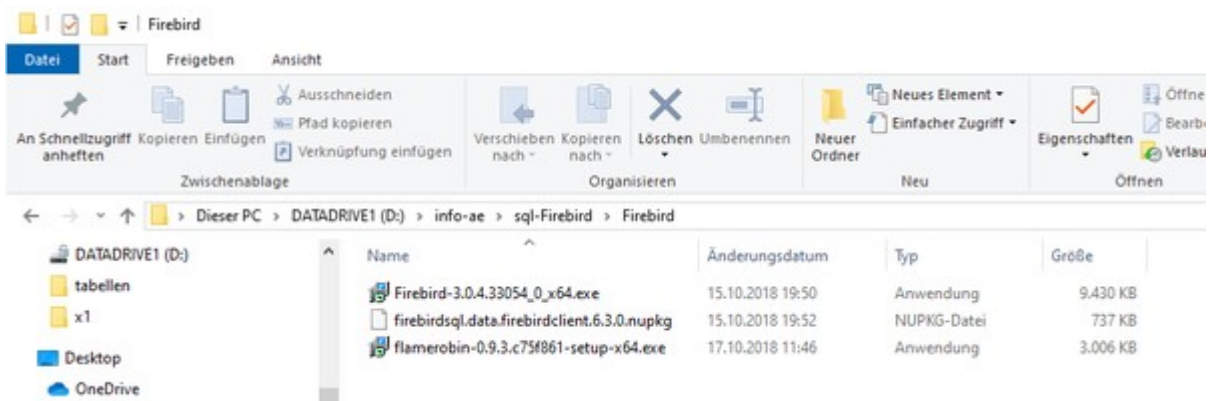 Firebird
Datei Start Freigeben Ansicht
An Schnellzugriff anheften
Kopieren
Einfügen
Ausschneiden
Pfad kopieren
Verknüpfung einfügen
Zwischenablage
Verschieben nach
Kopieren nach
Löschen
Umbenennen
Organisieren
Neuer Ordner
Neues Element
Einfacher Zugriff
Neu
Eigenschaften
Öffne
Bearb
Verlau
Öffnen
Dieser PC > DATADRIVE1 (D:) > info-ae > sql-Firebird > Firebird
DATADRIVE1 (D:)
tabellen
x1
Desktop
OneDrive
Name Änderungsdatum Typ Größe
Firebird-3.0.4.33054_0_x64.exe 15.10.2018 19:50 Anwendung 9.430 KB
firebirdsql.data.firebirdclient.6.3.0.nupkg 15.10.2018 19:52 NUPKG-Datei 737 KB
flamerobin-0.9.3.c75f861-setup-x64.exe 17.10.2018 11:46 Anwendung 3.006 KB